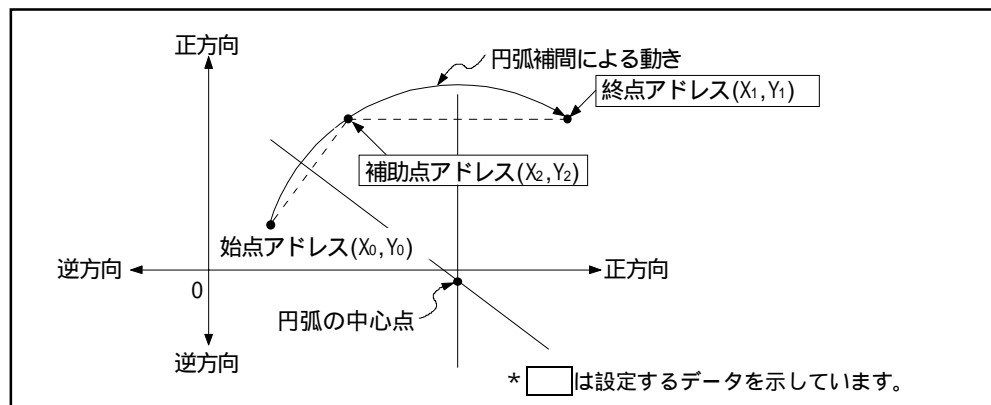 正方向
円弧補間による動き
終点アドレス(X1,Y1)
補助点アドレス(X2,Y2)
始点アドレス(X0,Y0)
逆方向
正方向
0
円弧の中心点
逆方向
*□は設定するデータを示しています。